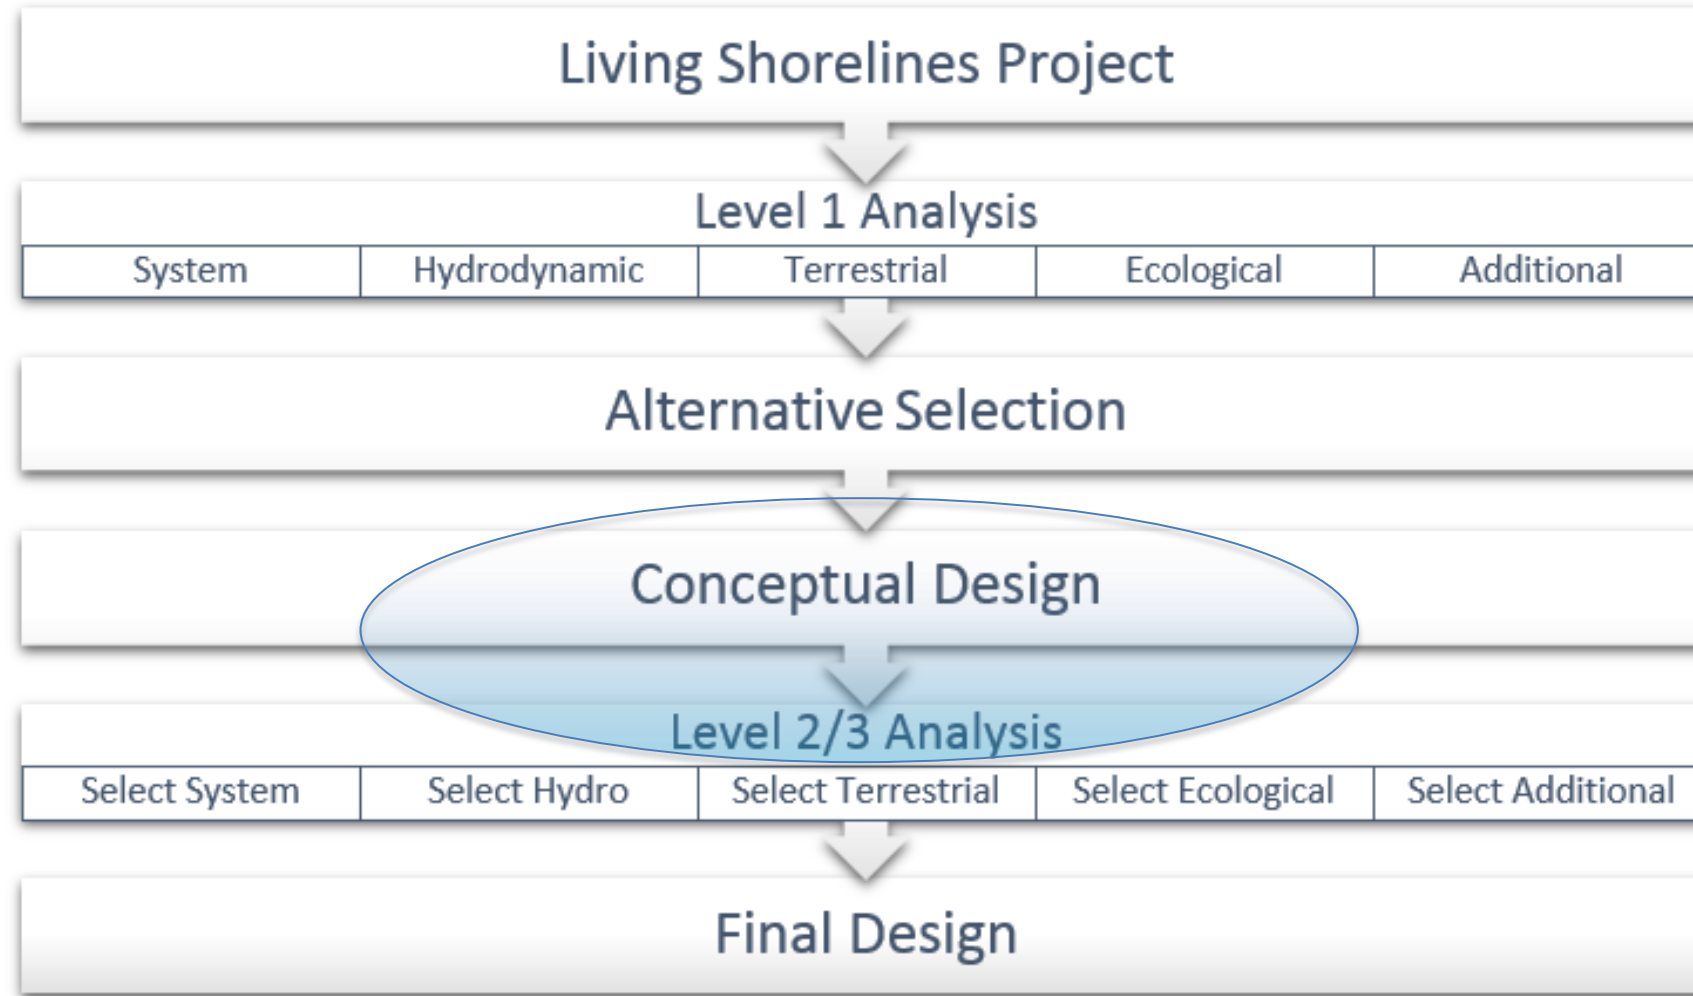 Living Shorelines Project
Level 1 Analysis
System Hydrodynamic Terrestrial Ecological Additional
Alternative Selection
Conceptual Design
Level 2/3 Analysis
Select System Select Hydro Select Terrestrial Select Ecological Select Additional
Final Design